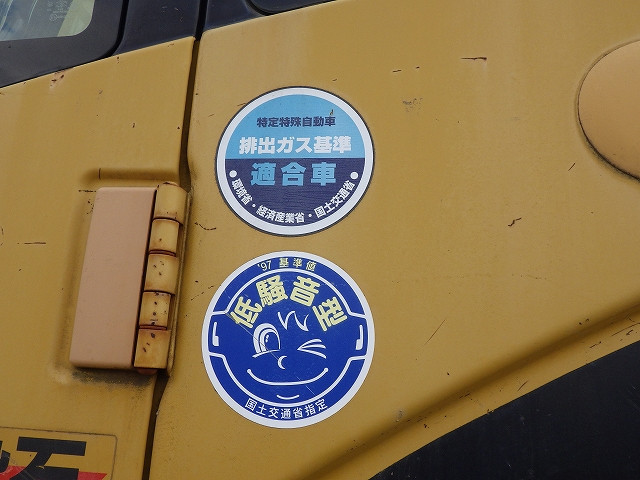 特定特殊自動車
排出ガス基準
適合車
●環境省・経済産業省・国土交通省●
'97 基準値
低騒音型
国土交通省指定